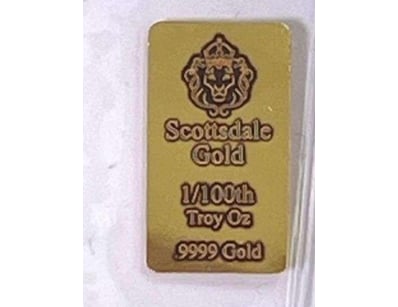 Scottsdale
Gold
1/100th
Troy Oz
.9999 Gold